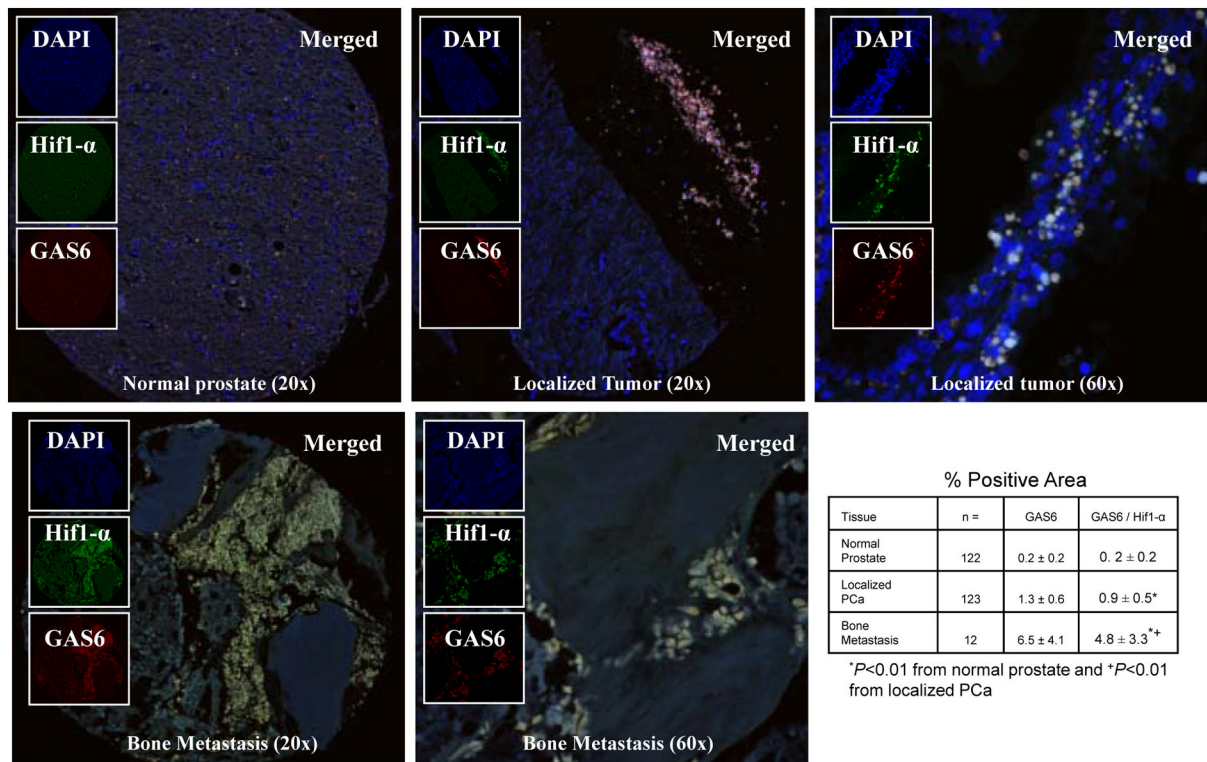 DAPI
Merged
Hif1-α
GAS6
Normal prostate (20x)
DAPI
Merged
Hif1-α
GAS6
Localized Tumor (20x)
DAPI
Merged
Hif1-α
GAS6
Localized tumor (60x)
DAPI
Merged
Hif1-α
GAS6
Bone Metastasis (20x)
DAPI
Merged
Hif1-α
GAS6
Bone Metastasis (60x)
% Positive Area
Tissue n = GAS6 GAS6 / Hif1-α
Normal
Prostate 122 0.2 ± 0.2 0. 2 ± 0.2
Localized
PCa 123 1.3 ± 0.6 0.9 ± 0.5*
Bone
Metastasis 12 6.5 ± 4.1 4.8 ± 3.3*+
*P<0.01 from normal prostate and +P<0.01
from localized PCa